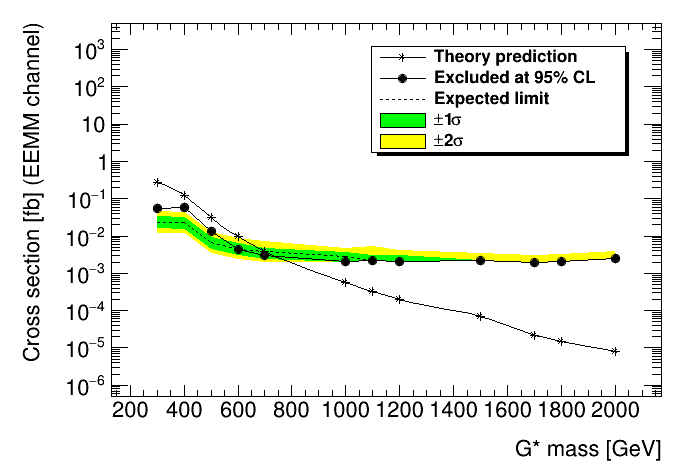 Cross section [fb] (EEMM channel)
10³
10²
10
1
10⁻¹
10⁻²
10⁻³
10⁻⁴
10⁻⁵
10⁻⁶
Theory prediction
Excluded at 95% CL
Expected limit
±1σ
±2σ
200 400 600 800 1000 1200 1400 1600 1800 2000
G* mass [GeV]